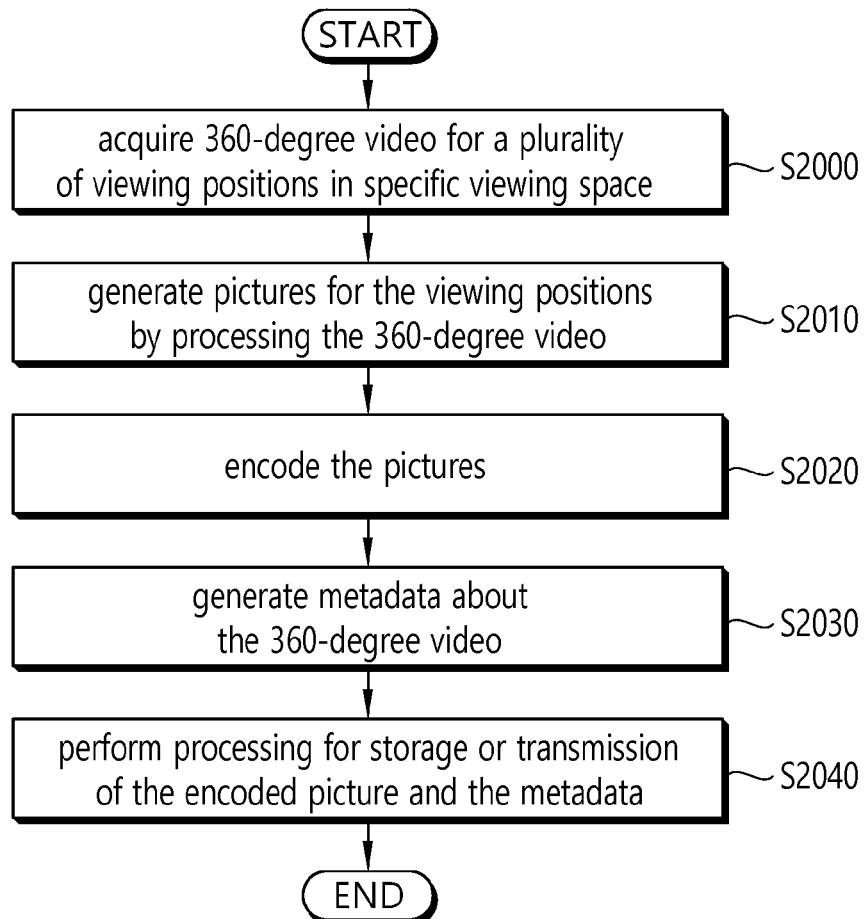 START
acquire 360-degree video for a plurality
of viewing positions in specific viewing space
S2000
generate pictures for the viewing positions
by processing the 360-degree video
S2010
encode the pictures
S2020
generate metadata about
the 360-degree video
S2030
perform processing for storage or transmission
of the encoded picture and the metadata
S2040
END